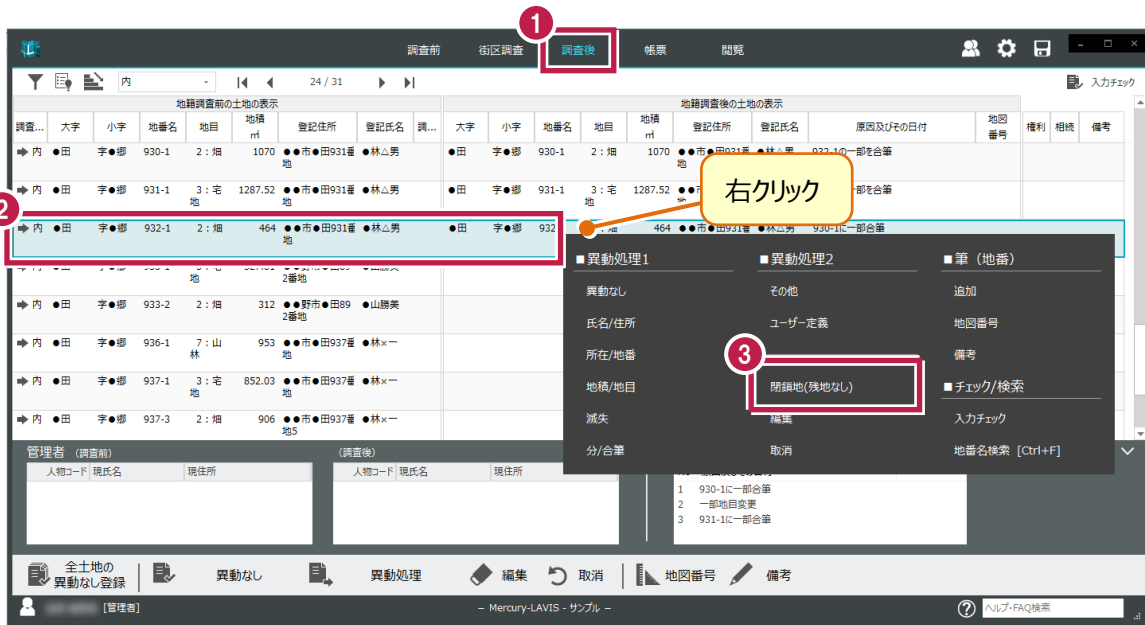 1
調査前 街区調査 調査後 帳票 閲覧
内 24 / 31 入力チェック
地籍調査前の土地の表示 地籍調査後の土地の表示
調査... 大字 小字 地番名 地目 地積 ㎡ 登記住所 登記氏名 調... 大字 小字 地番名 地目 地積 ㎡ 登記住所 登記氏名 原因及びその日付 地図 番号 権利 相続 備考
内 ●田 字●郷 930-1 2：畑 1070 ●●市●田931番 地 ●林△男 ●田 字●郷 930-1 2：畑 1070 ●●市●田931番 地 ●林△男 932-1の一部を合筆
内 ●田 字●郷 931-1 3：宅 地 1287.52 ●●市●田931番 地 ●林△男 ●田 字●郷 931-1 3：宅 地 1287.52 部を合筆
右クリック
2
内 ●田 字●郷 932-1 2：畑 464 ●●市●田931番 地 ●林△男 ●田 字●郷 932 464 ●●市●田931番 ●林△男 930-1に一部合筆
地 2番地
内 ●田 字●郷 933-2 2：畑 312 ●●野市●田89 2番地 ●山勝美
内 ●田 字●郷 936-1 7：山 林 953 ●●市●田937番 地 ●林×一
内 ●田 字●郷 937-1 3：宅 地 852.03 ●●市●田937番 地 ●林×一
内 ●田 字●郷 937-3 2：畑 906 ●●市●田937番 地5 ●林×一
■異動処理1 ■異動処理2 ■筆（地番）
異動なし その他 追加
氏名/住所 ユーザー定義 地図番号
所在/地番 備考
3
地積/地目 閉鎖地(残地なし) ■チェック/検索
滅失 編集 入力チェック
分/合筆 取消 地番名検索 [Ctrl+F]
管理者 (調査前) (調査後)
人物コード 現氏名 現住所 人物コード 現氏名 現住所
1 930-1に一部合筆
2 一部地目変更
3 931-1に一部合筆
全土地の
異動なし登録 異動なし 異動処理 編集 取消 地図番号 備考
[管理者] － Mercury-LAVIS - サンプル － ? ヘルプ・FAQ検索